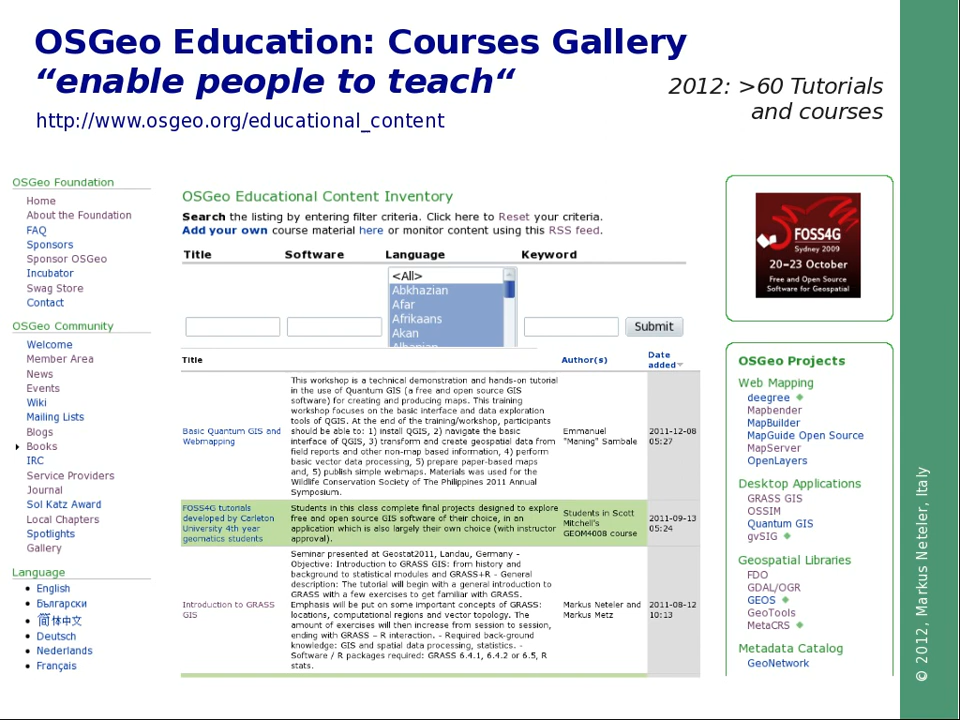 OSGeo Education: Courses Gallery
“enable people to teach“
2012: >60 Tutorials
and courses
http://www.osgeo.org/educational_content
OSGeo Foundation
Home
About the Foundation
FAQ
Sponsors
Sponsor OSGeo
Incubator
Swag Store
Contact
OSGeo Community
Welcome
Member Area
News
Events
Wiki
Mailing Lists
Blogs
Books
IRC
Service Providers
Journal
Sol Katz Award
Local Chapters
Spotlights
Gallery
Language
English
Български
简体中文
Deutsch
Nederlands
Français
OSGeo Educational Content Inventory
Search the listing by entering filter criteria. Click here to Reset your criteria.
Add your own course material here or monitor content using this RSS feed.
Title Software Language Keyword
<All>
Abkhazian
Afar
Afrikaans
Akan
Albanian
Submit
Title Author(s) Date
added
Basic Quantum GIS and
Webmapping
This workshop is a technical demonstration and hands-on tutorial
in the use of Quantum GIS (a free and open source GIS
software) for creating and producing maps. This training
workshop focuses on the basic interface and data exploration
tools of QGIS. At the end of the training/workshop, participants
should be able to: 1) install QGIS, 2) navigate the basic
interface of QGIS, 3) transform and create geospatial data from
field reports and other non-map based information, 4) perform
basic vector data processing, 5) prepare paper-based maps
and, 5) publish simple webmaps. Materials was used for the
Wildlife Conservation Society of The Philippines 2011 Annual
Symposium.
Emmanuel
"Maning" Sambale
2011-12-08
05:27
FOSS4G tutorials
developed by Carleton
University 4th year
geomatics students
Students in this class complete final projects designed to explore
free and open source GIS software of their choice, in an
application which is also largely their own choice (with instructor
approval).
Students in Scott
Mitchell's
GEOM4008 course
2011-09-13
05:24
Introduction to GRASS
GIS
Seminar presented at Geostat2011, Landau, Germany –
Objective: Introduction to GRASS GIS: from history and
background to statistical modules and GRASS+R - General
description: The tutorial will begin with a general introduction to
GRASS with a few exercises to get familiar with GRASS.
Emphasis will be put on some important concepts of GRASS:
locations, computational regions and vector topology. The
amount of exercises will then increase from session to session,
ending with GRASS – R interaction. - Required back-ground
knowledge: GIS and spatial data processing, statistics. -
Software / R packages required: GRASS 6.4.1, 6.4.2 or 6.5, R
stats.
Markus Neteler and
Markus Metz
2011-08-12
10:13
FOSS4G
Sydney 2009
20–23 October
Free and Open Source
Software for Geospatial
OSGeo Projects
Web Mapping
deegree
Mapbender
MapBuilder
MapGuide Open Source
MapServer
OpenLayers
Desktop Applications
GRASS GIS
OSSIM
Quantum GIS
gvSIG
Geospatial Libraries
FDO
GDAL/OGR
GEOS
GeoTools
MetaCRS
Metadata Catalog
GeoNetwork
© 2012, Markus Neteler, Italy